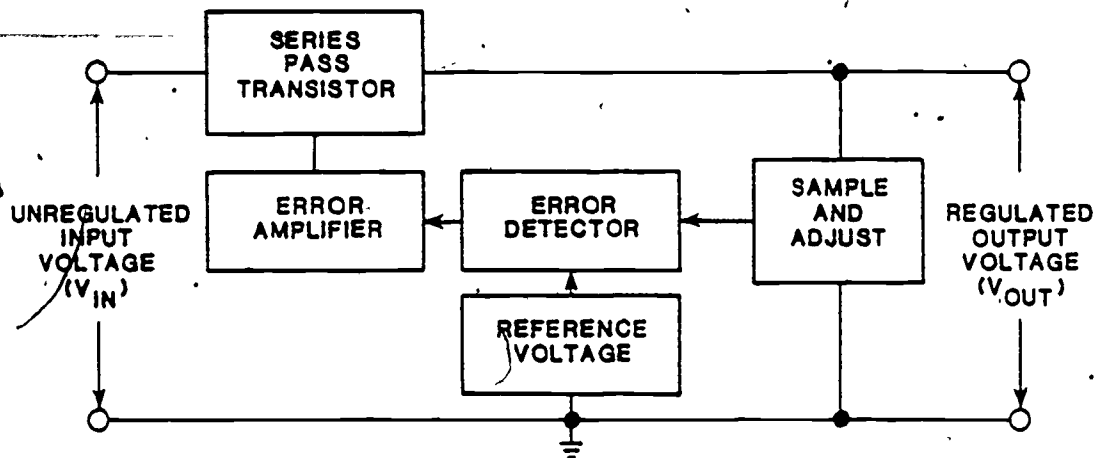 SERIES
PASS
TRANSISTOR
ERROR
AMPLIFIER
ERROR
DETECTOR
SAMPLE
AND
ADJUST
UNREGULATED
INPUT
VOLTAGE
(VIN)
REGULATED
OUTPUT
VOLTAGE
(VOUT)
REFERENCE
VOLTAGE